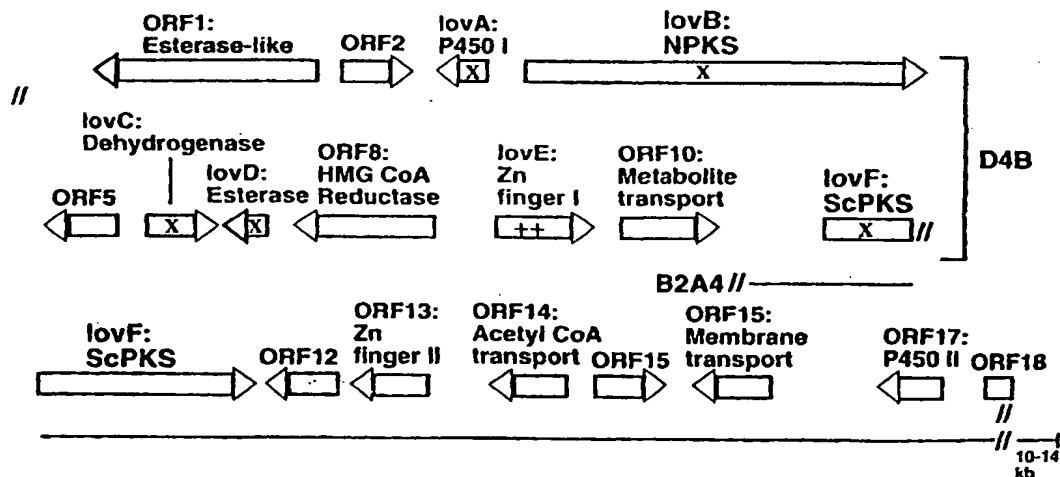 ORF1:
Esterase-like
ORF2
lovA:
P450 I
X
lovB:
NPKS
X
//
D4B
lovC:
Dehydrogenase
ORF5
X
lovD:
Esterase
X
ORF8:
HMG CoA
Reductase
lovE:
Zn
finger I
++
ORF10:
Metabolite
transport
lovF:
ScPKS
X
//
B2A4 //
lovF:
ScPKS
ORF12
ORF13:
Zn
finger II
ORF14:
Acetyl CoA
transport
ORF15
ORF15:
Membrane
transport
ORF17:
P450 II
ORF18
//
//
10-14
kb